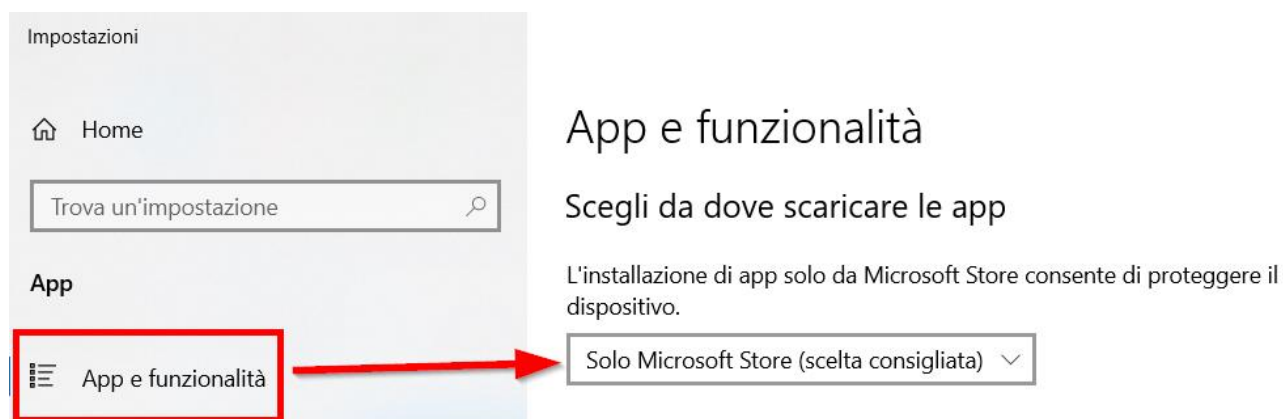 Impostazioni
Home
Trova un'impostazione
App
App e funzionalità
App e funzionalità
Scegli da dove scaricare le app
L'installazione di app solo da Microsoft Store consente di proteggere il
dispositivo.
Solo Microsoft Store (scelta consigliata)